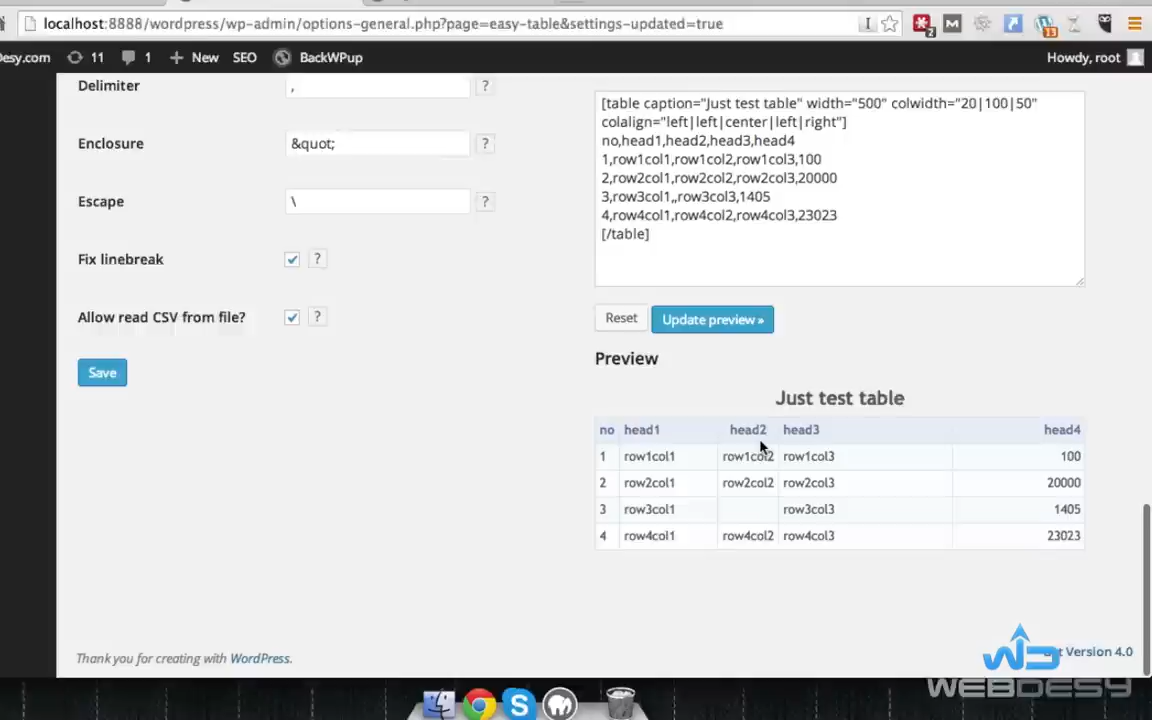 localhost:8888/wordpress/wp-admin/options-general.php?page=easy-table&settings-updated=true
esy.com 11 1 New SEO BackWPup Howdy, root
Delimiter , ?
Enclosure &quot; ?
Escape \ ?
Fix linebreak ?
Allow read CSV from file? ?
Save
[table caption="Just test table" width="500" colwidth="20|100|50"
colalign="left|left|center|left|right"]
no,head1,head2,head3,head4
1,row1col1,row1col2,row1col3,100
2,row2col1,row2col2,row2col3,20000
3,row3col1,,row3col3,1405
4,row4col1,row4col2,row4col3,23023
[/table]
Reset Update preview »
Preview
Just test table
no head1 head2 head3 head4
1 row1col1 row1col2 row1col3 100
2 row2col1 row2col2 row2col3 20000
3 row3col1 row3col3 1405
4 row4col1 row4col2 row4col3 23023
Thank you for creating with WordPress.
Version 4.0
WEBDESY